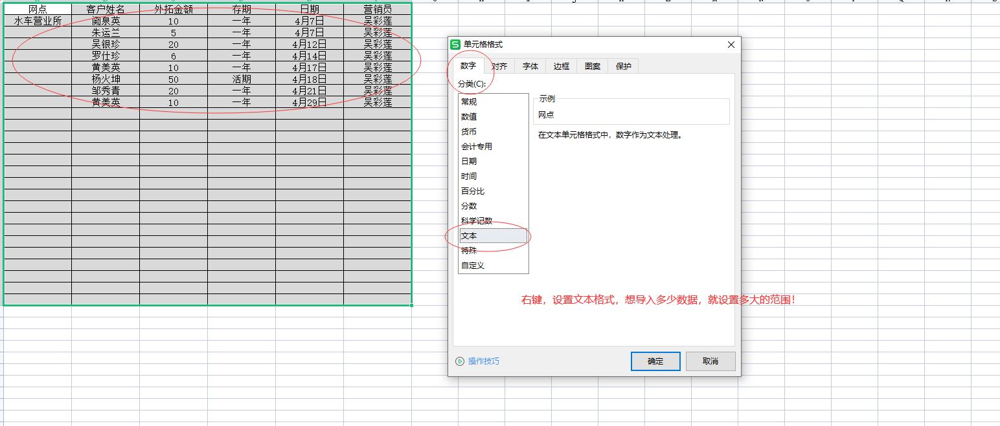 网点 客户姓名 外拓金额 存期 日期 营销员
水车营业所 阚泉英 10 一年 4月7日 吴彩莲
朱运兰 5 一年 4月7日 吴彩莲
吴银珍 20 一年 4月12日 吴彩莲
罗仕珍 6 一年 4月14日 吴彩莲
黄美英 10 一年 4月17日 吴彩莲
杨火坤 50 活期 4月18日 吴彩莲
邹秀青 20 一年 4月21日 吴彩莲
黄美英 10 一年 4月29日 吴彩莲
单元格格式
数字 对齐 字体 边框 图案 保护
分类(C):
常规
数值
货币
会计专用
日期
时间
百分比
分数
科学记数
文本
特殊
自定义
示例
网点
在文本单元格格式中，数字作为文本处理。
右键，设置文本格式，想导入多少数据，就设置多大的范围！
操作技巧
确定 取消